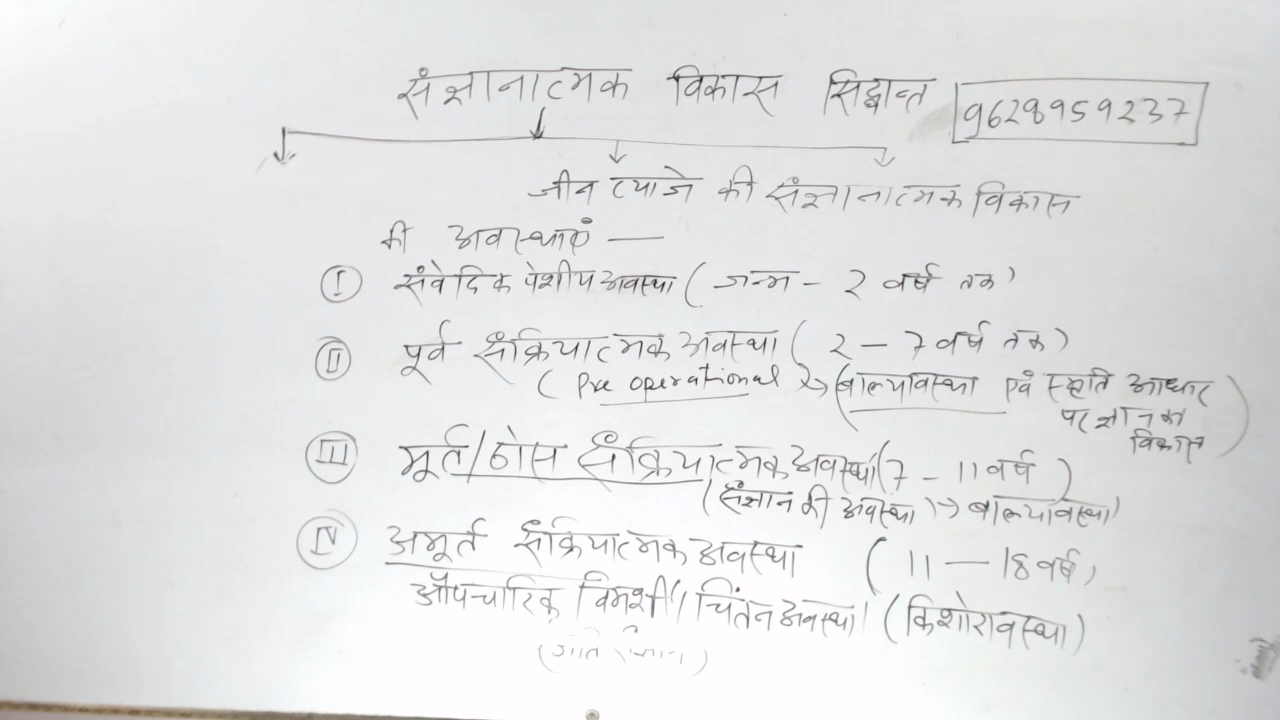 संज्ञानात्मक विकास सिद्धान्त 9628959237
जीन प्याजे की संज्ञानात्मक विकास
की अवस्थाएं —
I संवेदिक पेशीय अवस्था ( जन्म - 2 वर्ष तक )
II पूर्व संक्रियात्मक अवस्था ( 2 - 7 वर्ष तक )
( Pre operational ) → (बाल्यावस्था एवं स्मृति आधार
पर ज्ञान का
विकास )
III मूर्त/ठोस संक्रियात्मक अवस्था (7 - 11 वर्ष )
(संज्ञान की अवस्था ) → बाल्यावस्था)
IV अमूर्त संक्रियात्मक अवस्था ( 11 — 18 वर्ष )
औपचारिक विमर्शी / चिंतन अवस्था ( किशोरावस्था )